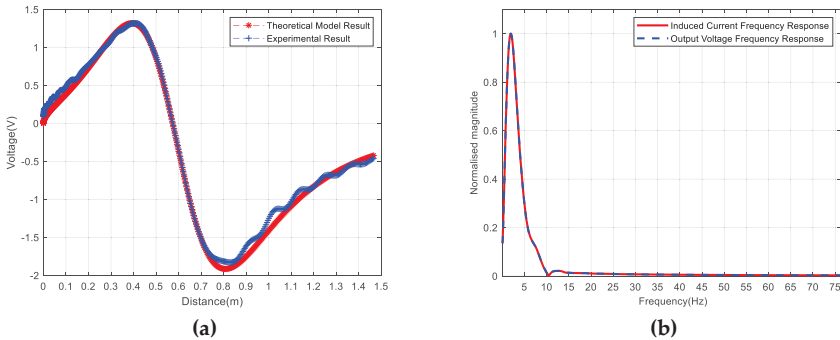 1.5
1
0.5
0
-0.5
-1
-1.5
-2
Voltage(V)
Theoretical Model Result
Experimental Result
0 0.1 0.2 0.3 0.4 0.5 0.6 0.7 0.8 0.9 1 1.1 1.2 1.3 1.4 1.5
Distance(m)
(a)
1
0.8
0.6
0.4
0.2
0
Normalised magnitude
Induced Current Frequency Response
Output Voltage Frequency Response
5 10 15 20 25 30 35 40 45 50 55 60 65 70 75
Frequency(Hz)
(b)